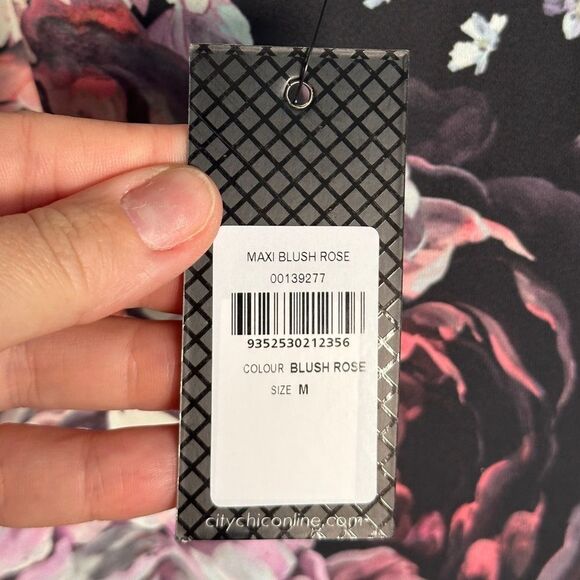 MAXI BLUSH ROSE
00139277
9352530212356
COLOUR BLUSH ROSE
SIZE M
citychiconline.com